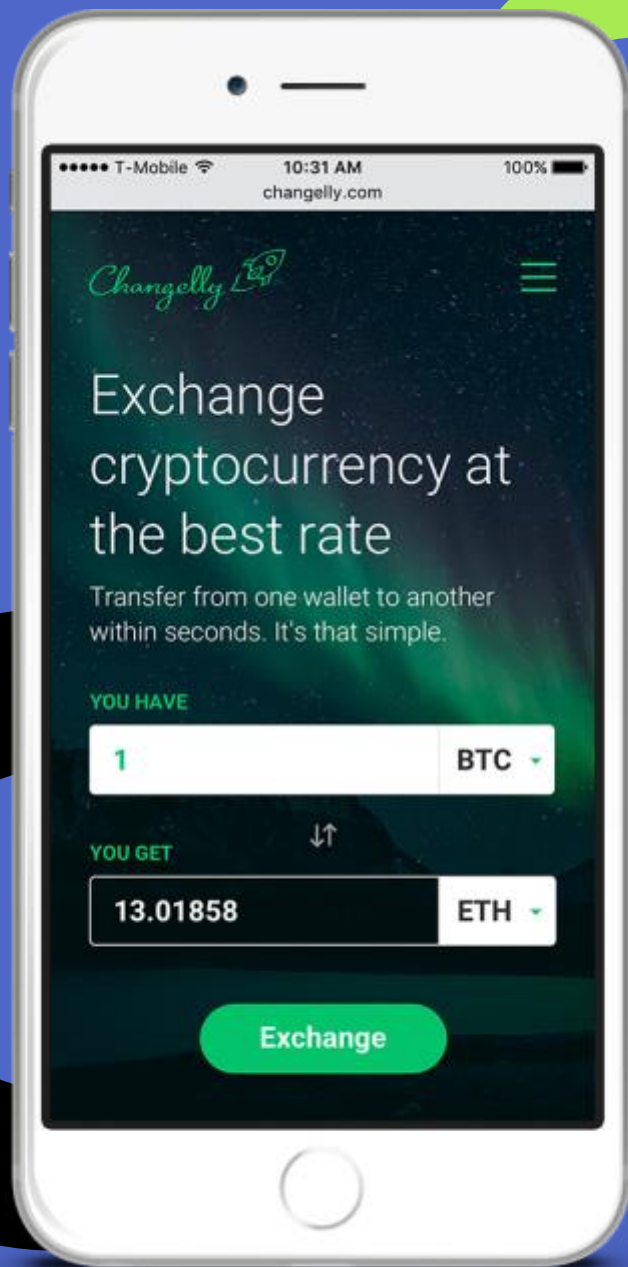 T-Mobile 10:31 AM 100%
changelly.com
Changelly
Exchange
cryptocurrency at
the best rate
Transfer from one wallet to another
within seconds. It's that simple.
YOU HAVE
1 BTC
YOU GET
13.01858 ETH
Exchange